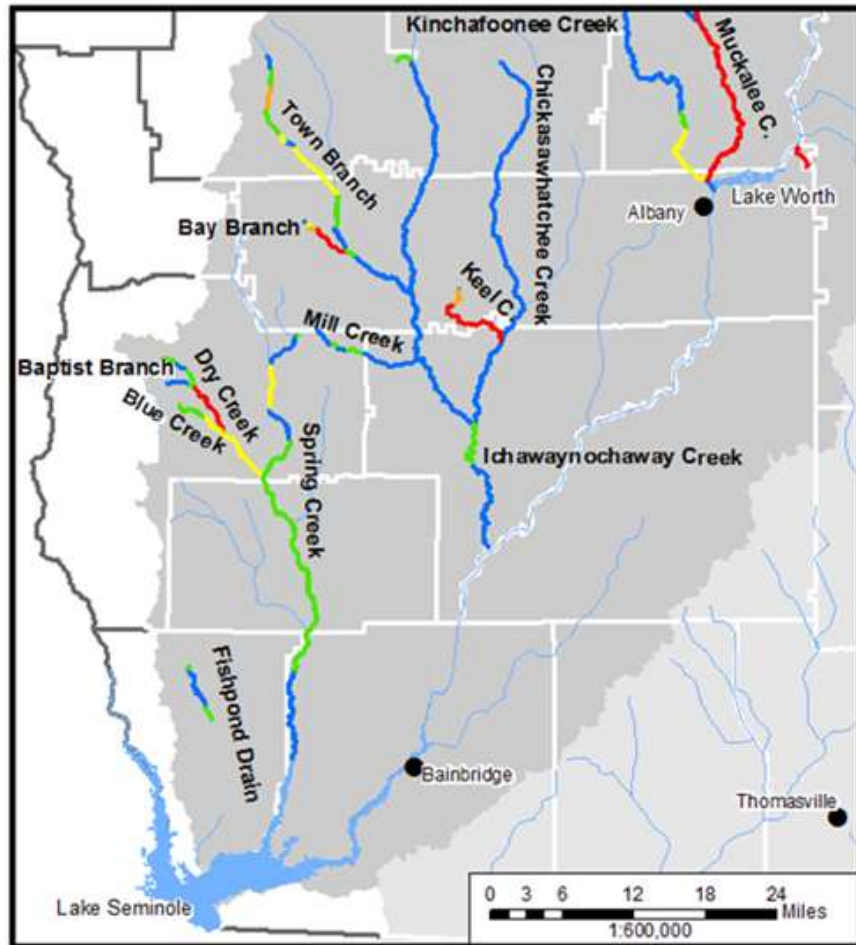 Kinchafoonee Creek
Muckalee C.
Chickasawhatchee Creek
Town Branch
Lake Worth
Albany
Bay Branch
Keel C.
Mill Creek
Baptist Branch
Dry Creek
Blue Creek
Spring Creek
Ichawaynochaway Creek
Fishpond Drain
Bainbridge
Thomasville
Lake Seminole
0 3 6 12 18 24
Miles
1:600,000